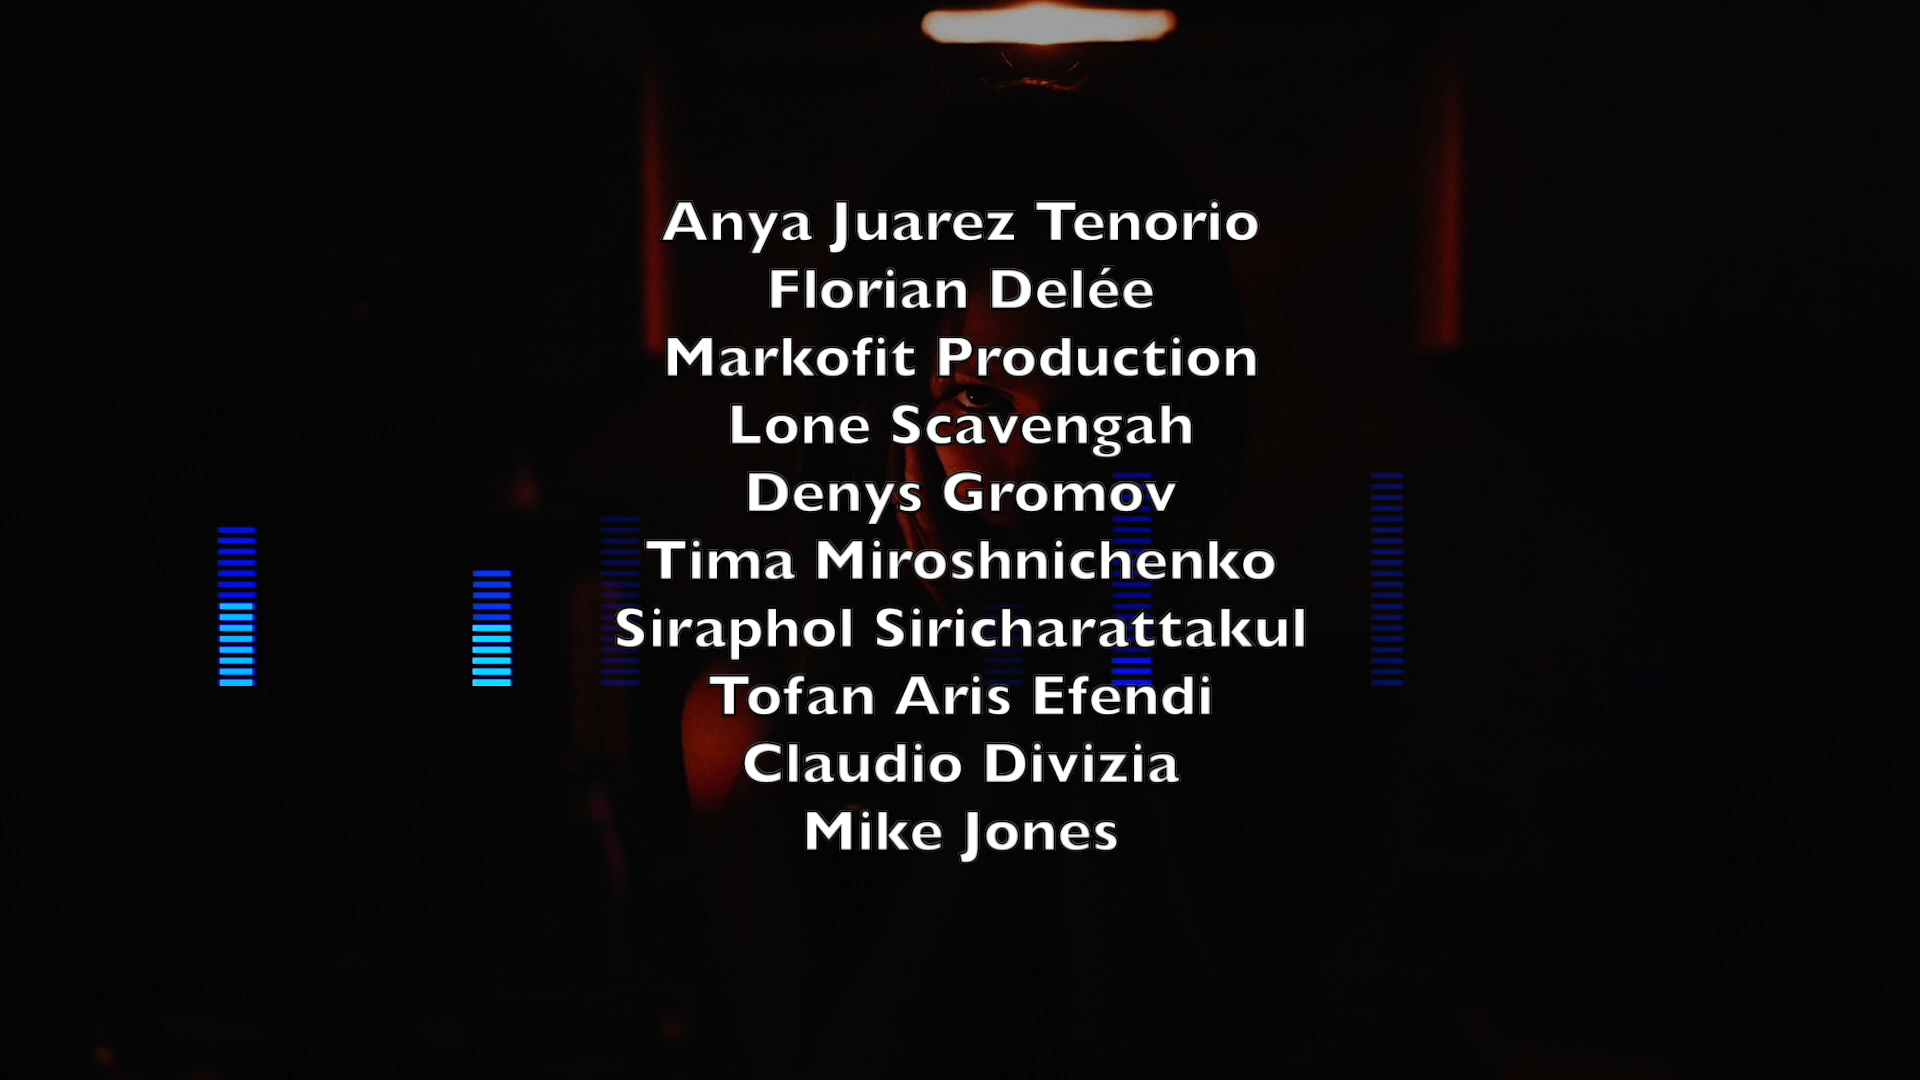 Anya Juarez Tenorio
Florian Delée
Markofit Production
Lone Scavengah
Denys Gromov
Tima Miroshnichenko
Siraphol Siricharattakul
Tofan Aris Efendi
Claudio Divizia
Mike Jones